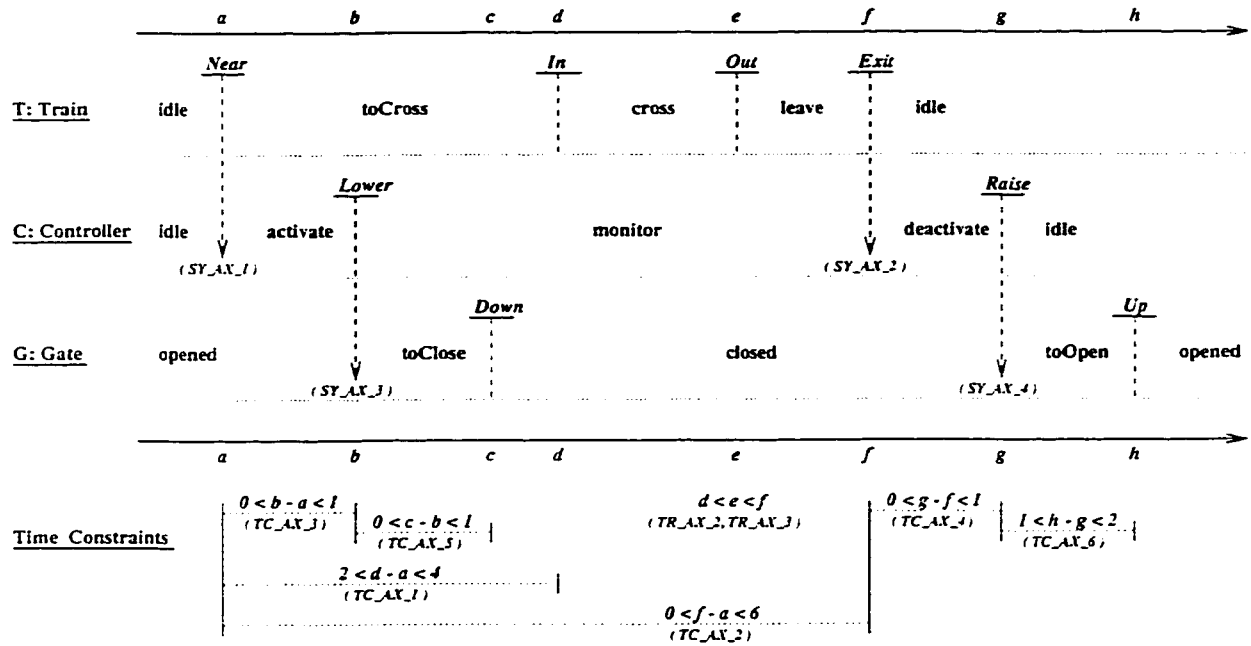 a b c d e f g h
Near In Out Exit
T: Train idle toCross cross leave idle
Lower Raise
C: Controller idle activate monitor deactivate idle
( SY_AX_1 ) ( SY_AX_2 )
Down Up
G: Gate opened toClose closed toOpen opened
( SY_AX_3 ) ( SY_AX_4 )
a b c d e f g h
0 < b - a < 1 d < e < f 0 < g - f < 1
( TC_AX_3 ) 0 < c - b < 1 ( TR_AX_2, TR_AX_3 ) ( TC_AX_4 ) 1 < h - g < 2
Time Constraints ( TC_AX_5 ) ( TC_AX_6 )
2 < d - a < 4
( TC_AX_1 )
0 < f - a < 6
( TC_AX_2 )